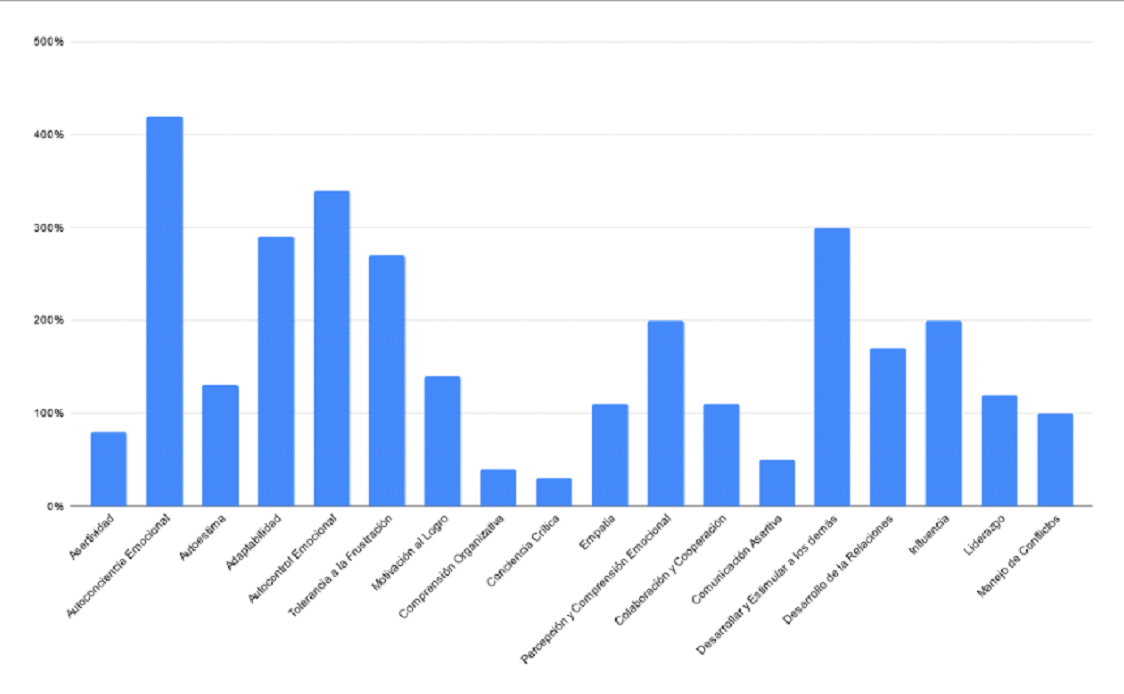 500%
400%
300%
200%
100%
0%
Asertividad
Autoconciencia Emocional
Autoestima
Adaptabilidad
Autocontrol Emocional
Tolerancia a la Frustración
Motivación al Logro
Comprensión Organizativa
Conciencia Crítica
Empatía
Percepción y Comprensión Emocional
Colaboración y Cooperación
Comunicación Asertiva
Desarrollar y Estimular a los demás
Desarrollo de la Relaciones
Influencia
Liderazgo
Manejo de Conflictos